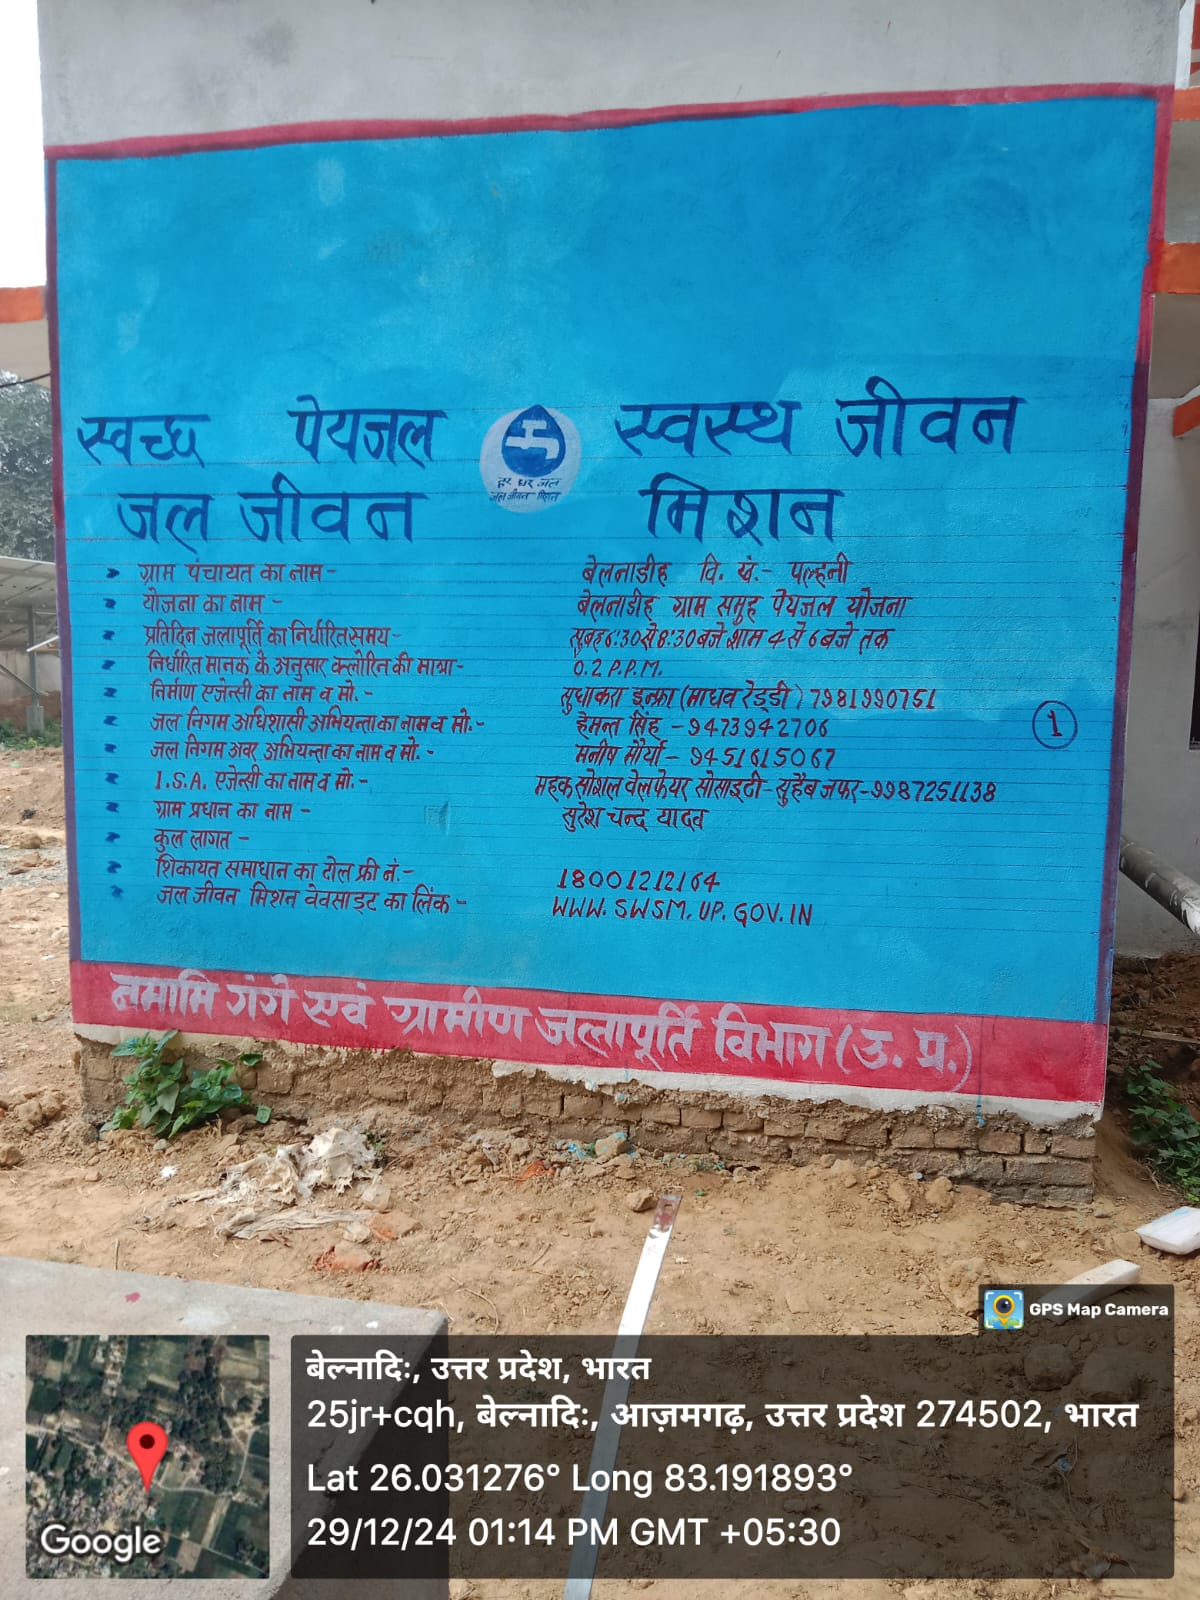 स्वच्छ पेयजल स्वस्थ जीवन
हर घर जल
जल जीवन मिशन
जल जीवन मिशन
ग्राम पंचायत का नाम- बेलनाडीह वि. खं.- पल्हनी
योजना का नाम - बेलनाडीह ग्राम समुह पेयजल योजना
प्रतिदिन जलापूर्ति का निर्धारित समय- सुबह 6:30 से 8:30 बजे शाम 4 से 6 बजे तक
निर्धारित मानक के अनुसार क्लोरिन की मात्रा- 0.2 P.P.M.
निर्माण एजेन्सी का नाम व मो.- सुधाकरा इन्फ्रा (माधव रेड्डी) 7981990751
जल निगम अधिशासी अभियन्ता का नाम व मो.- हेमन्त सिंह -9473942706
जल निगम अवर अभियन्ता का नाम व मो.- मनीष मौर्या- 9451615067
1
I.S.A. एजेन्सी का नाम व मो.- महक सोशल वेलफेयर सोसाइटी-सुहैब जफर-9987251138
ग्राम प्रधान का नाम - सुरेश चन्द्र यादव
कुल लागत -
शिकायत समाधान का टोल फ्री नं.- 18001212164
जल जीवन मिशन वेवसाइट का लिंक- WWW.SWSM.UP.GOV.IN
नमामि गंगे एवं ग्रामीण जलापूर्ति विभाग (उ. प्र.)
GPS Map Camera
बेल्नादिः, उत्तर प्रदेश, भारत
25jr+cqh, बेल्नादिः, आज़मगढ़, उत्तर प्रदेश 274502, भारत
Lat 26.031276° Long 83.191893°
29/12/24 01:14 PM GMT +05:30
Google